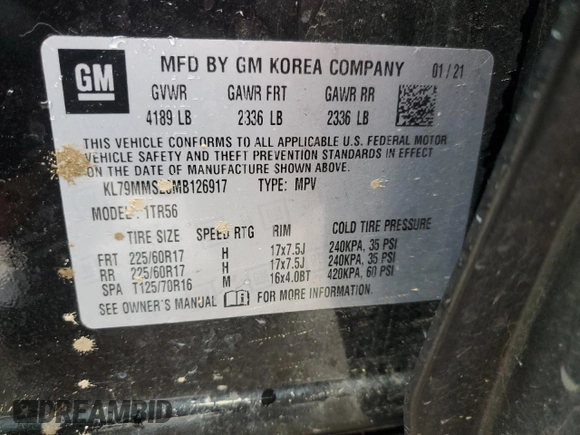 GM
MFD BY GM KOREA COMPANY 01/21
GVWR GAWR FRT GAWR RR
4189 LB 2336 LB 2336 LB
THIS VEHICLE CONFORMS TO ALL APPLICABLE U.S. FEDERAL MOTOR
VEHICLE SAFETY AND THEFT PREVENTION STANDARDS IN EFFECT
ON THE DATE OF MANUFACTURE SHOWN ABOVE.
TYPE: MPV
MODEL: 1TR56
TIRE SIZE SPEED RTG RIM COLD TIRE PRESSURE
FRT 225/60R17 H 17x7.5J 240KPA, 35 PSI
RR 225/60R17 H 17x7.5J 240KPA, 35 PSI
SPA T125/70R16 M 16x4.0BT 420KPA, 60 PSI
SEE OWNER'S MANUAL FOR MORE INFORMATION.
DREAMBID